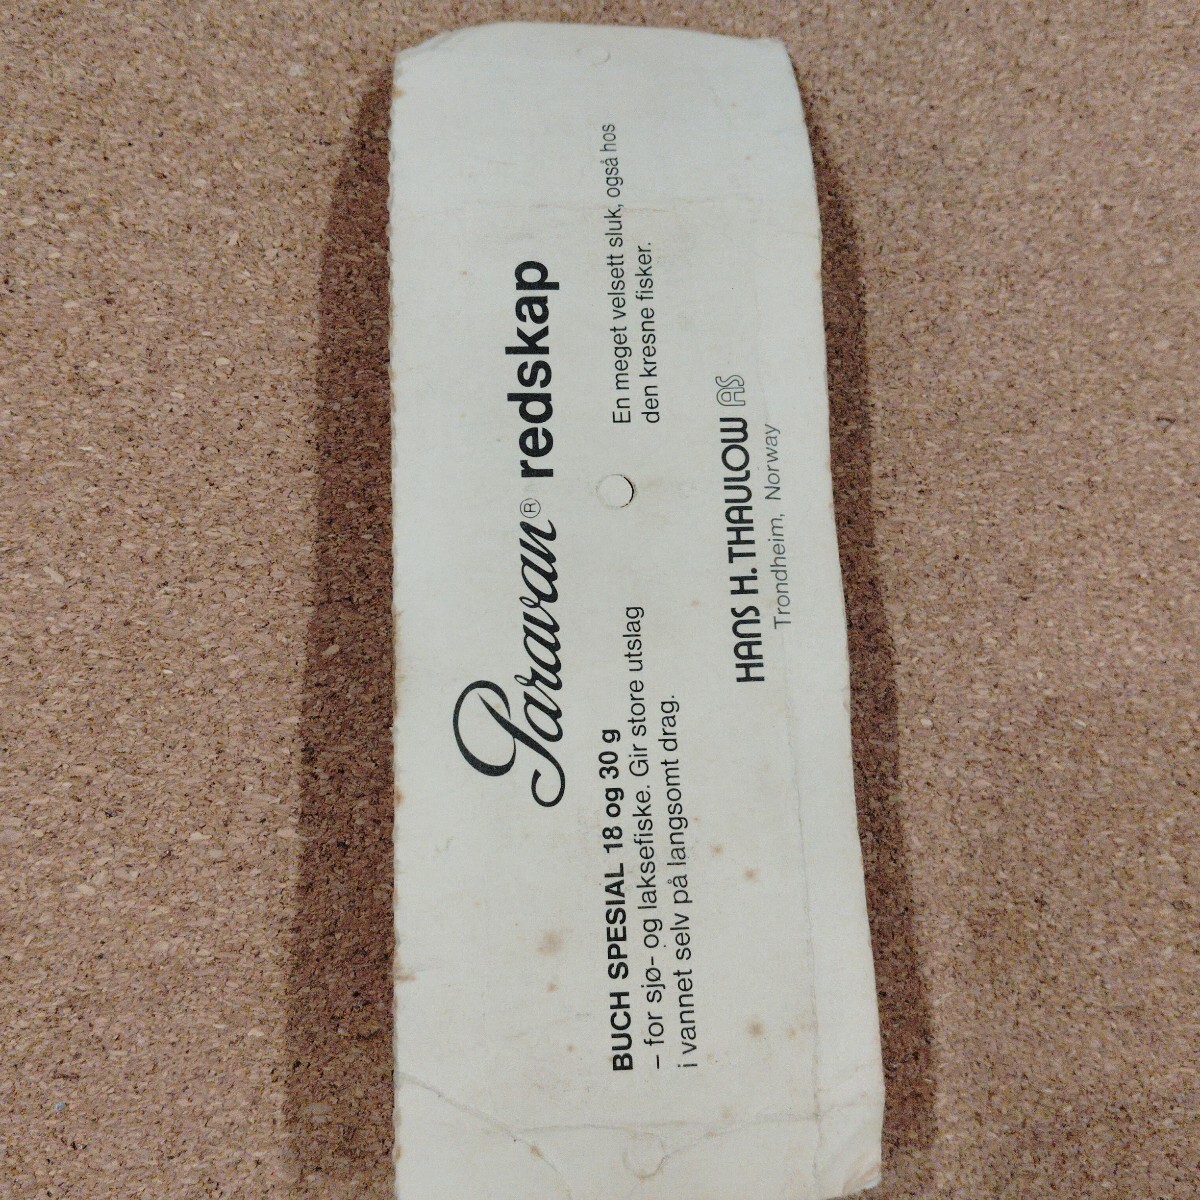 Paravan® redskap
BUCH SPESIAL 18 og 30 g
– for sjø- og laksefiske. Gir store utslag
i vannet selv på langsomt drag.
En meget velsett sluk, også hos
den kresne fisker.
HANS H. THAULOW AS
Trondheim, Norway